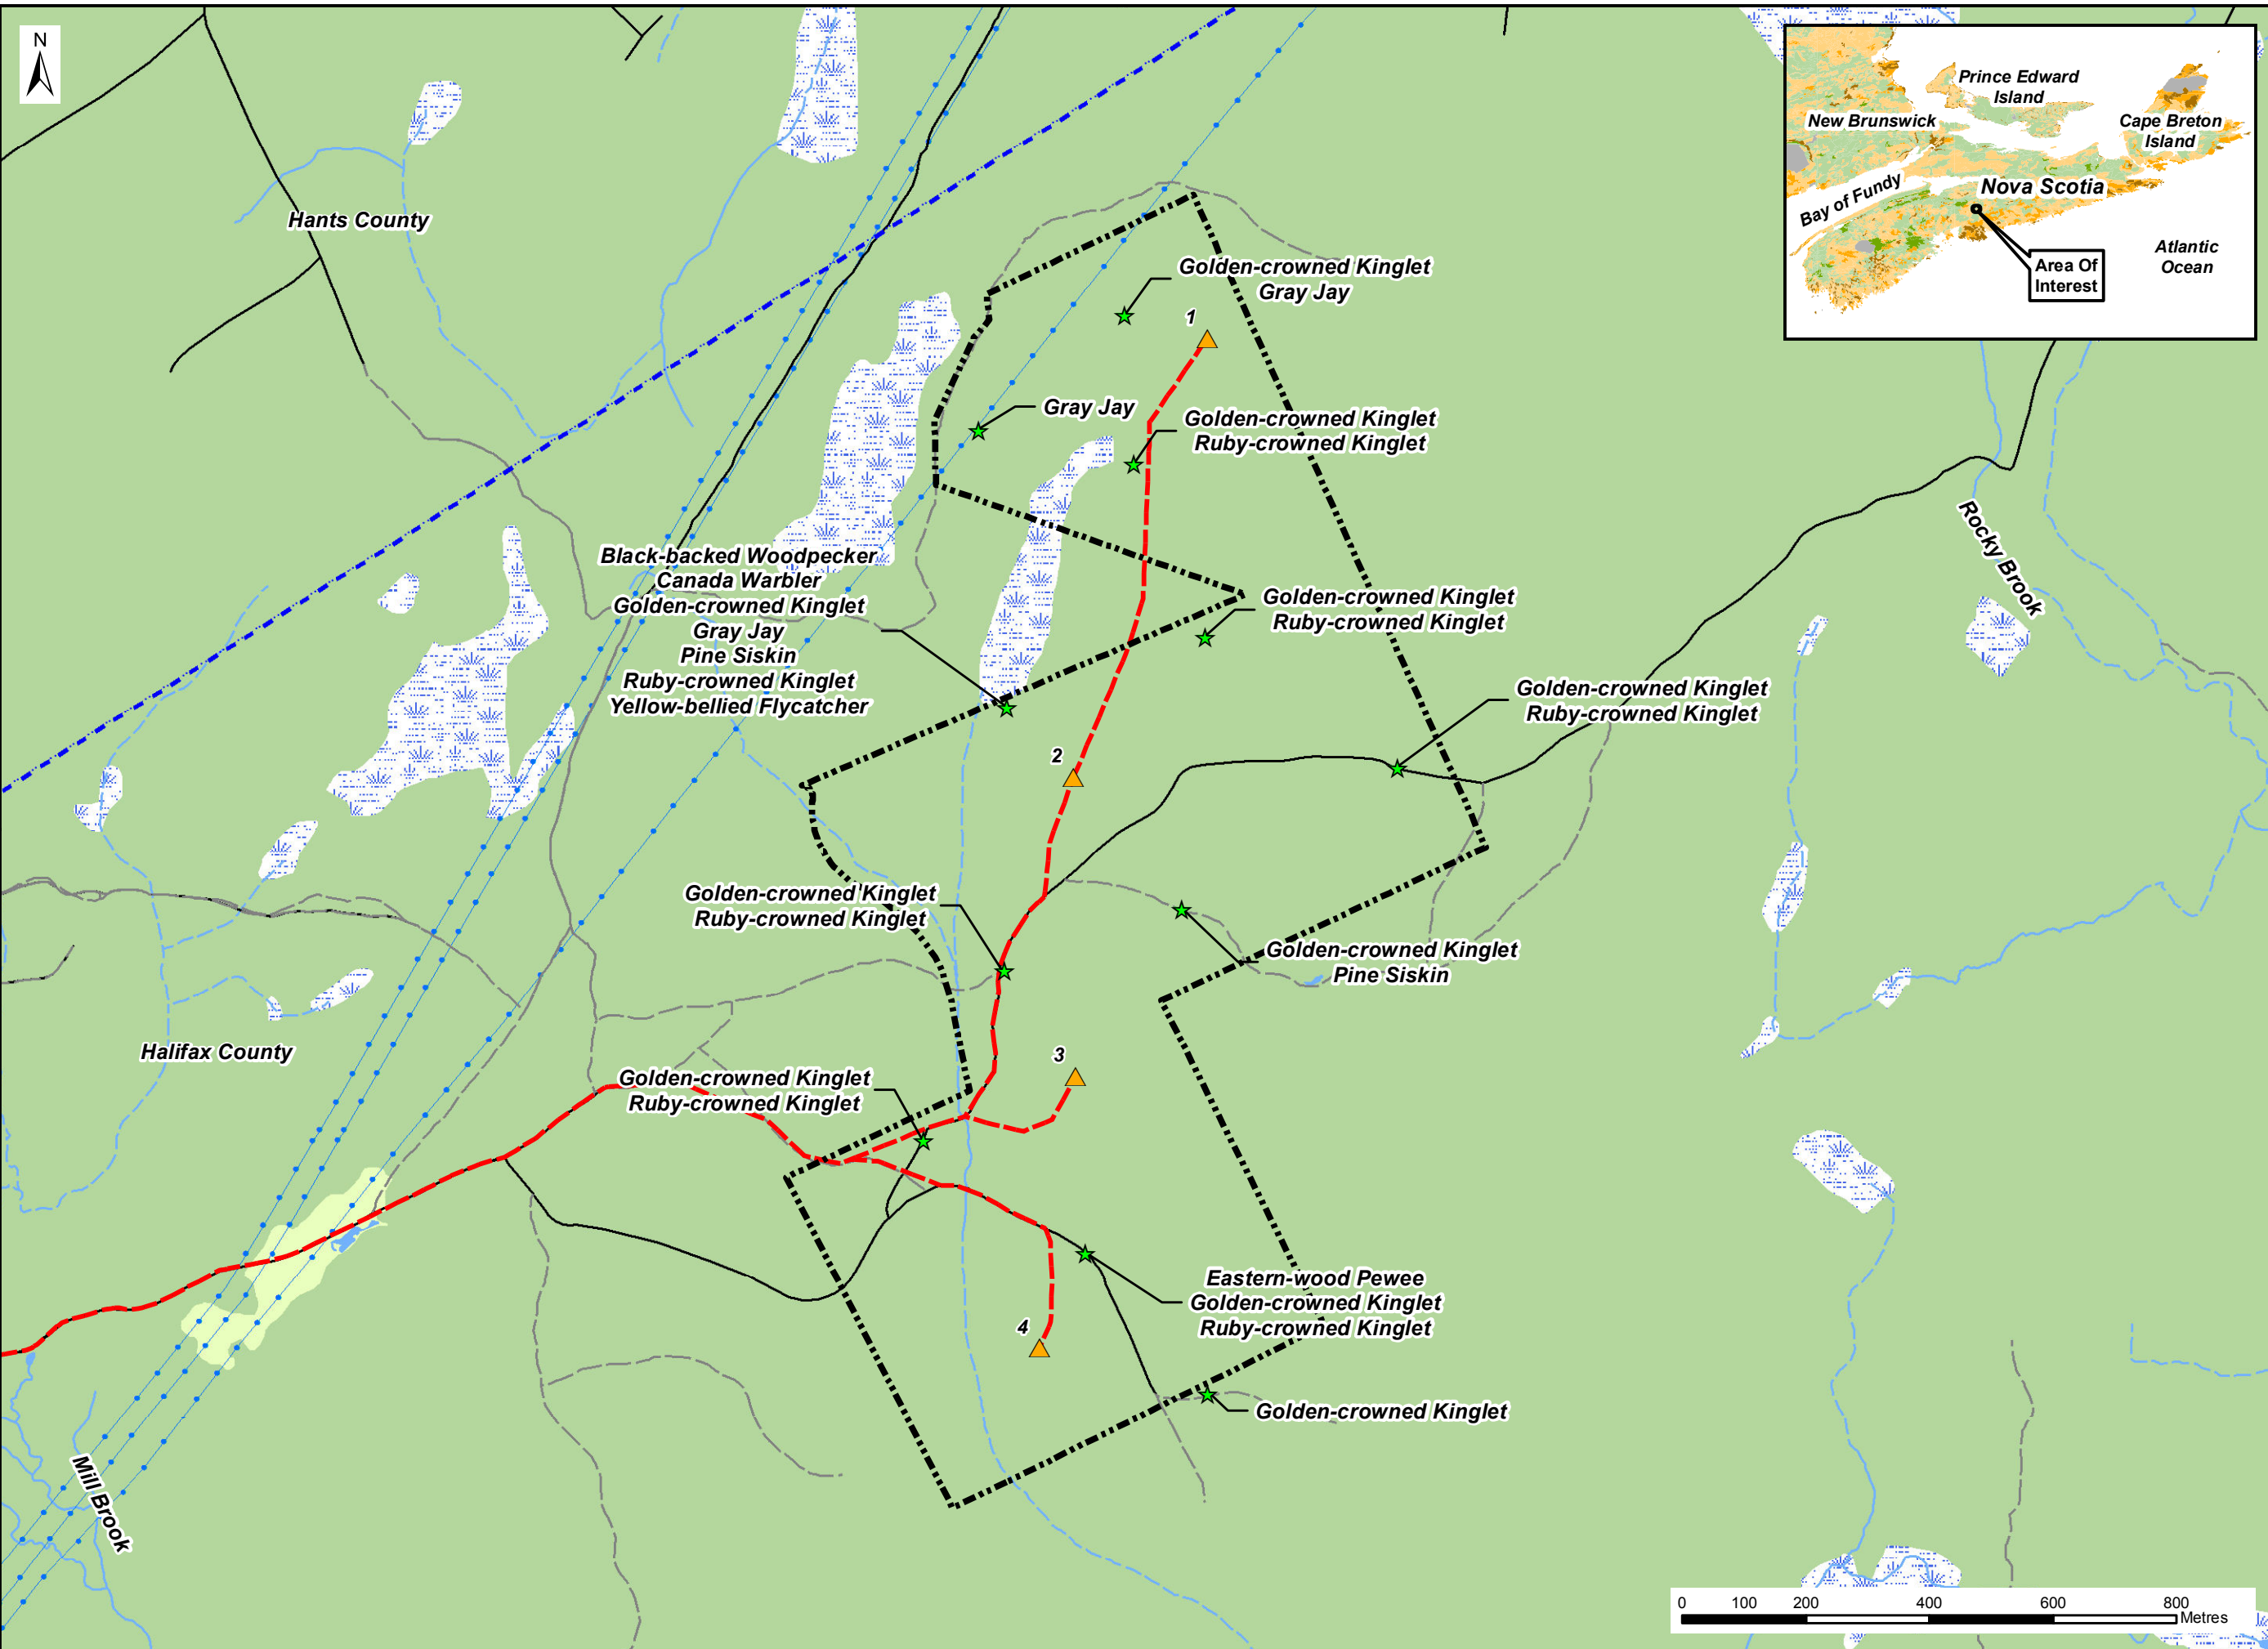 N
Prince Edward
Island
New Brunswick
Cape Breton
Island
Nova Scotia
Bay of Fundy
Atlantic
Ocean
Area Of
Interest
Hants County
Golden-crowned Kinglet
Gray Jay
1
Gray Jay
Golden-crowned Kinglet
Ruby-crowned Kinglet
Rocky Brook
Black-backed Woodpecker
Canada Warbler
Golden-crowned Kinglet
Gray Jay
Pine Siskin
Ruby-crowned Kinglet
Yellow-bellied Flycatcher
Golden-crowned Kinglet
Ruby-crowned Kinglet
Golden-crowned Kinglet
Ruby-crowned Kinglet
2
Golden-crowned Kinglet
Ruby-crowned Kinglet
Golden-crowned Kinglet
Pine Siskin
Halifax County
3
Golden-crowned Kinglet
Ruby-crowned Kinglet
Eastern-wood Pewee
Golden-crowned Kinglet
Ruby-crowned Kinglet
4
Golden-crowned Kinglet
Mill Brook
0 100 200 400 600 800
Metres